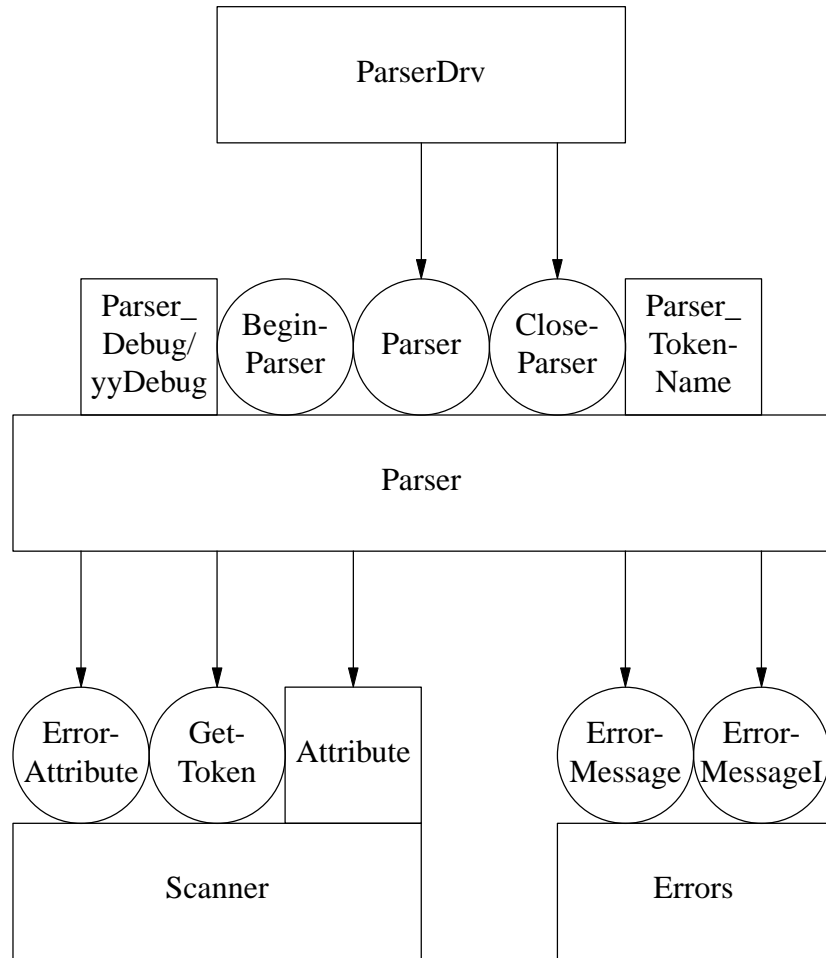 ParserDrv
Parser_
Debug/
yyDebug
Begin-
Parser
Parser
Close-
Parser
Parser_
Token-
Name
Parser
Error-
Attribute
Get-
Token
Attribute
Error-
Message
Error-
MessageI
Scanner
Errors